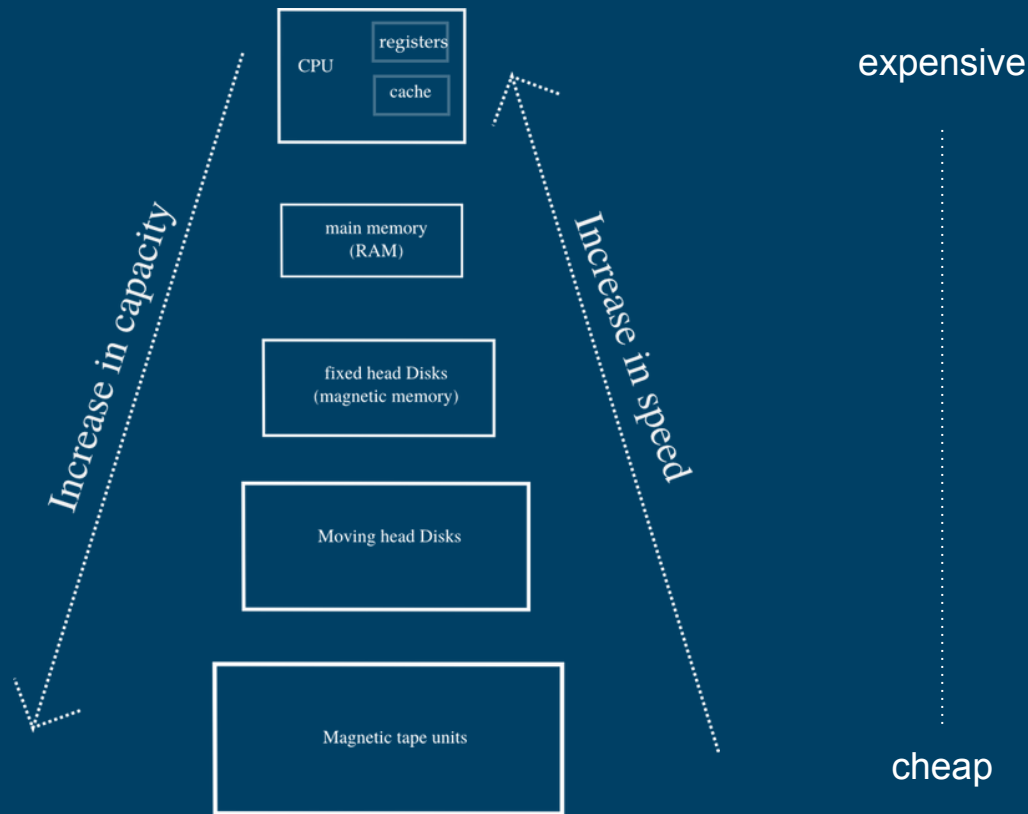 registers
CPU
cache
expensive
main memory
(RAM)
Increase in capacity
Increase in speed
fixed head Disks
(magnetic memory)
Moving head Disks
Magnetic tape units
cheap